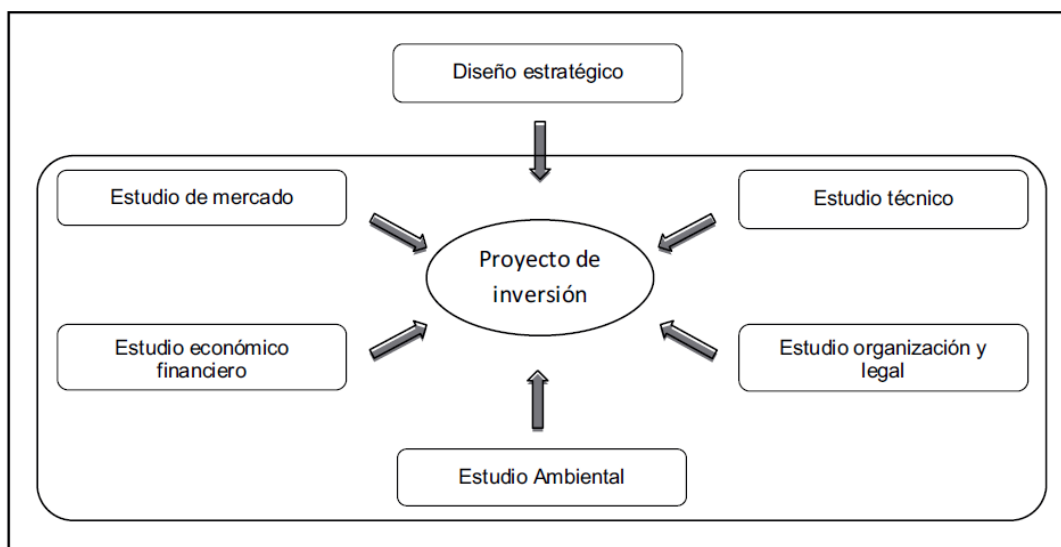 Diseño estratégico
Estudio de mercado
Estudio técnico
Proyecto de
inversión
Estudio económico
financiero
Estudio organización y
legal
Estudio Ambiental